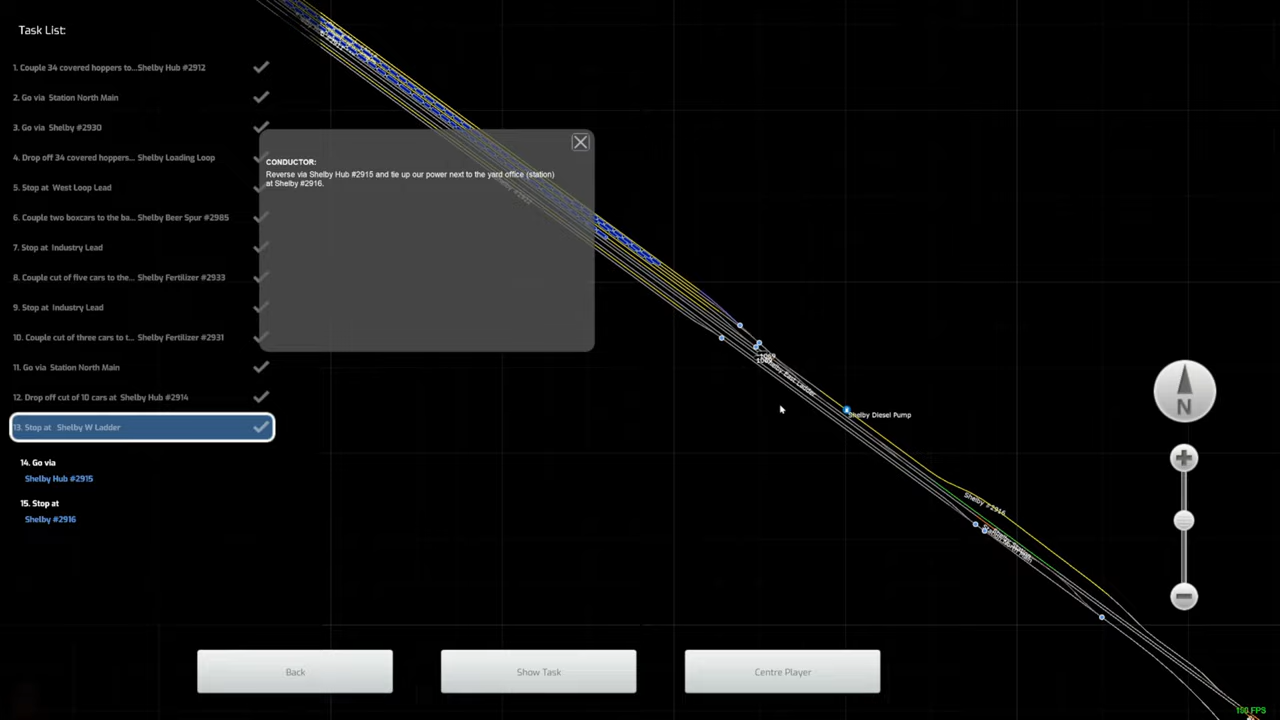 Task List:
1. Couple 34 covered hoppers to...Shelby Hub #2912
2. Go via Station North Main
3. Go via Shelby #2930
4. Drop off 34 covered hoppers... Shelby Loading Loop
5. Stop at West Loop Lead
6. Couple two boxcars to the ba... Shelby Beer Spur #2985
7. Stop at Industry Lead
8. Couple cut of five cars to the... Shelby Fertilizer #2933
9. Stop at Industry Lead
10. Couple cut of three cars to t... Shelby Fertilizer #2931
11. Go via Station North Main
12. Drop off cut of 10 cars at Shelby Hub #2914
13. Stop at Shelby W Ladder
14. Go via
Shelby Hub #2915
15. Stop at
Shelby #2916
CONDUCTOR:
Reverse via Shelby Hub #2915 and tie up our power next to the yard office (station)
at Shelby #2916.
Shelby East Ladder
Shelby Diesel Pump
Shelby #2916
N
Back
Show Task
Centre Player
100 FPS